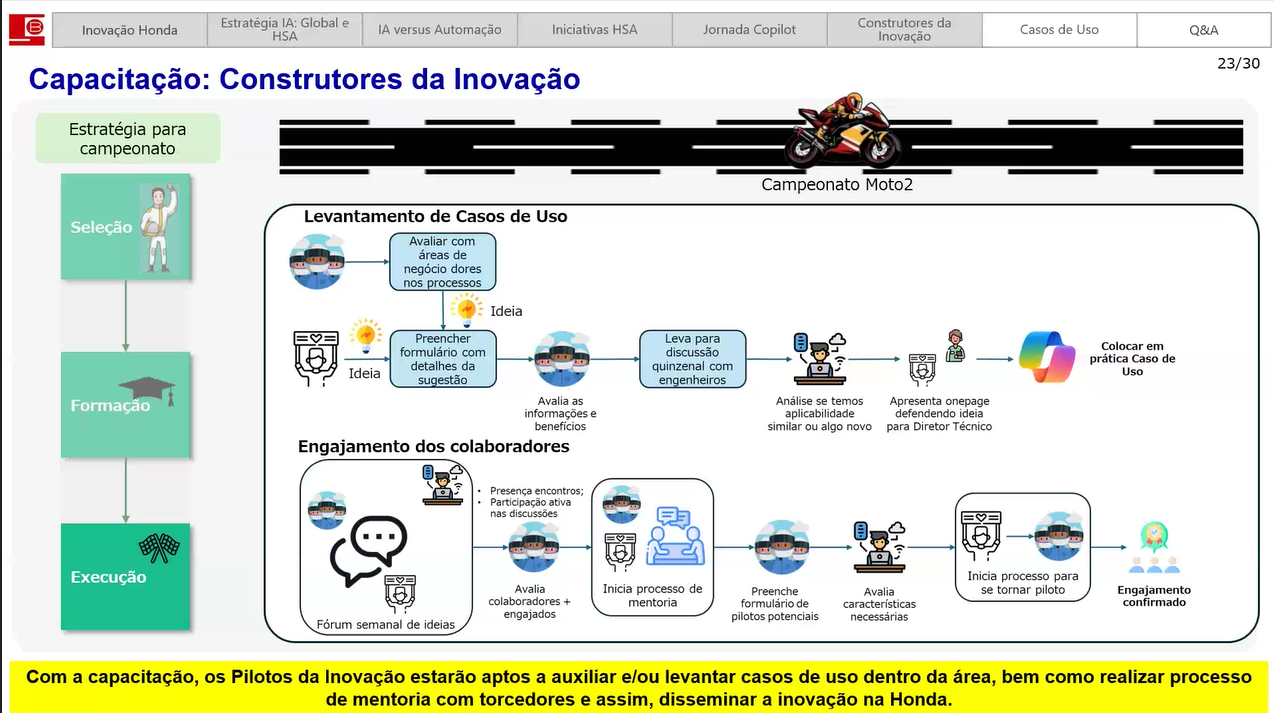 Inovação Honda
Estratégia IA: Global e
HSA
IA versus Automação
Iniciativas HSA
Jornada Copilot
Construtores da
Inovação
Casos de Uso
Q&A
23/30
Capacitação: Construtores da Inovação
Estratégia para
campeonato
Seleção
Formação
Execução
Campeonato Moto2
Levantamento de Casos de Uso
Avaliar com
áreas de
negócio dores
nos processos
Ideia
Ideia
Preencher
formulário com
detalhes da
sugestão
Avalia as
informações e
benefícios
Leva para
discussão
quinzenal com
engenheiros
Análise se temos
aplicabilidade
similar ou algo novo
Apresenta onepage
defendendo ideia
para Diretor Técnico
Colocar em
prática Caso de
Uso
Engajamento dos colaboradores
Fórum semanal de ideias
• Presença encontros;
• Participação ativa
nas discussões
Avalia
colaboradores +
engajados
Inicia processo de
mentoria
Preenche
formulário de
pilotos potenciais
Avalia
características
necessárias
Inicia processo para
se tornar piloto
Engajamento
confirmado
Com a capacitação, os Pilotos da Inovação estarão aptos a auxiliar e/ou levantar casos de uso dentro da área, bem como realizar processo
de mentoria com torcedores e assim, disseminar a inovação na Honda.